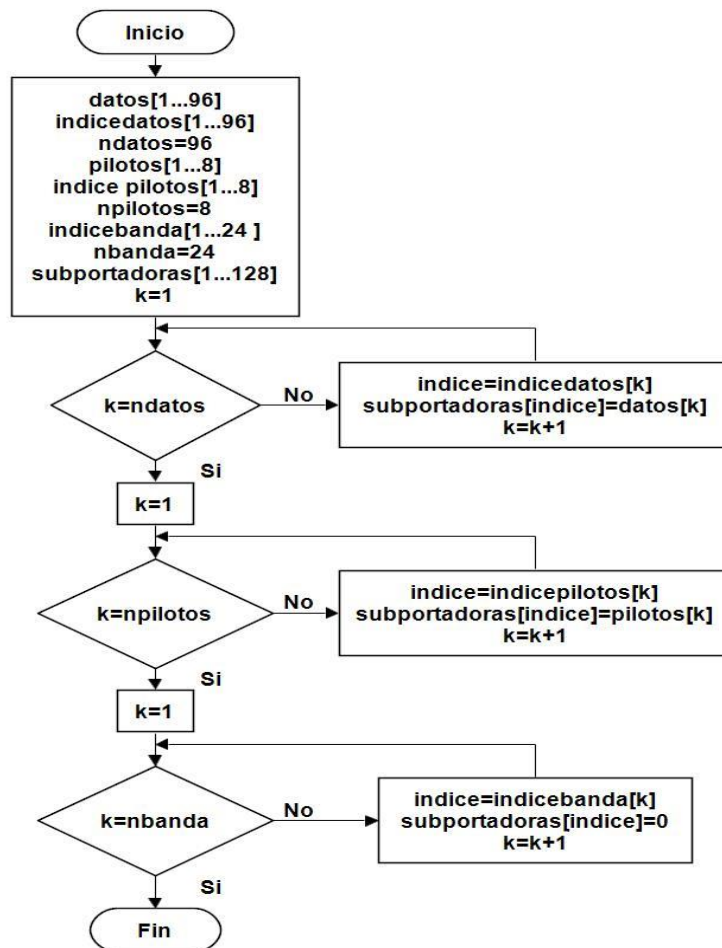 Inicio
datos[1...96]
indicedatos[1...96]
ndatos=96
pilotos[1...8]
indice pilotos[1...8]
npilotos=8
indicebanda[1...24 ]
nbanda=24
subportadoras[1...128]
k=1
k=ndatos
No
indice=indicedatos[k]
subportadoras[indice]=datos[k]
k=k+1
Si
k=1
k=npilotos
No
indice=indicepilotos[k]
subportadoras[indice]=pilotos[k]
k=k+1
Si
k=1
k=nbanda
No
indice=indicebanda[k]
subportadoras[indice]=0
k=k+1
Si
Fin